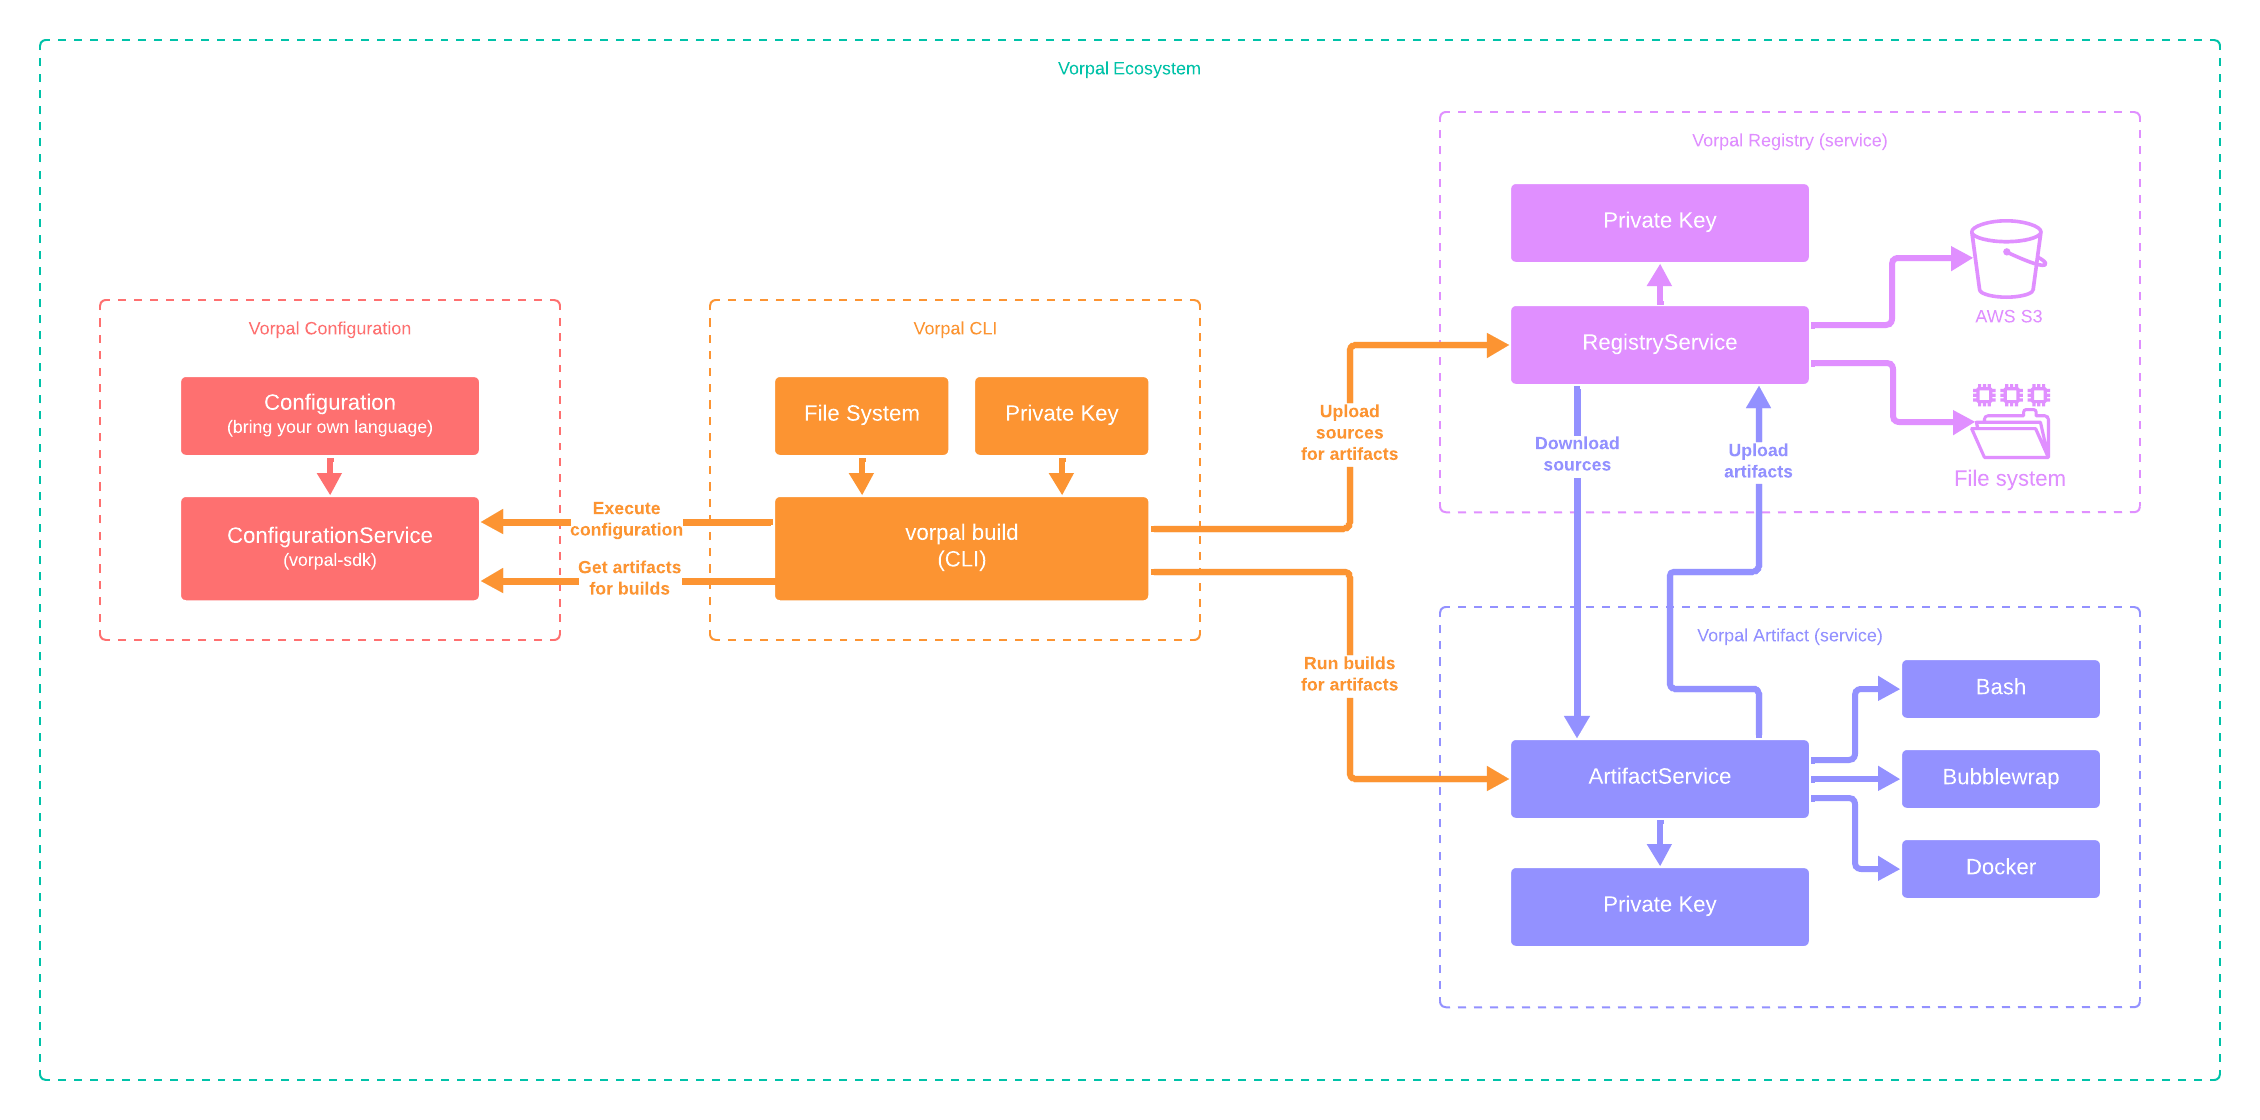 Vorpal Ecosystem
Vorpal Configuration
Configuration
(bring your own language)
ConfigurationService
(vorpal-sdk)
Execute
configuration
Get artifacts
for builds
Vorpal CLI
File System
Private Key
vorpal build
(CLI)
Upload
sources
for artifacts
Run builds
for artifacts
Vorpal Registry (service)
Private Key
RegistryService
AWS S3
File system
Download
sources
Upload
artifacts
Vorpal Artifact (service)
ArtifactService
Private Key
Bash
Bubblewrap
Docker